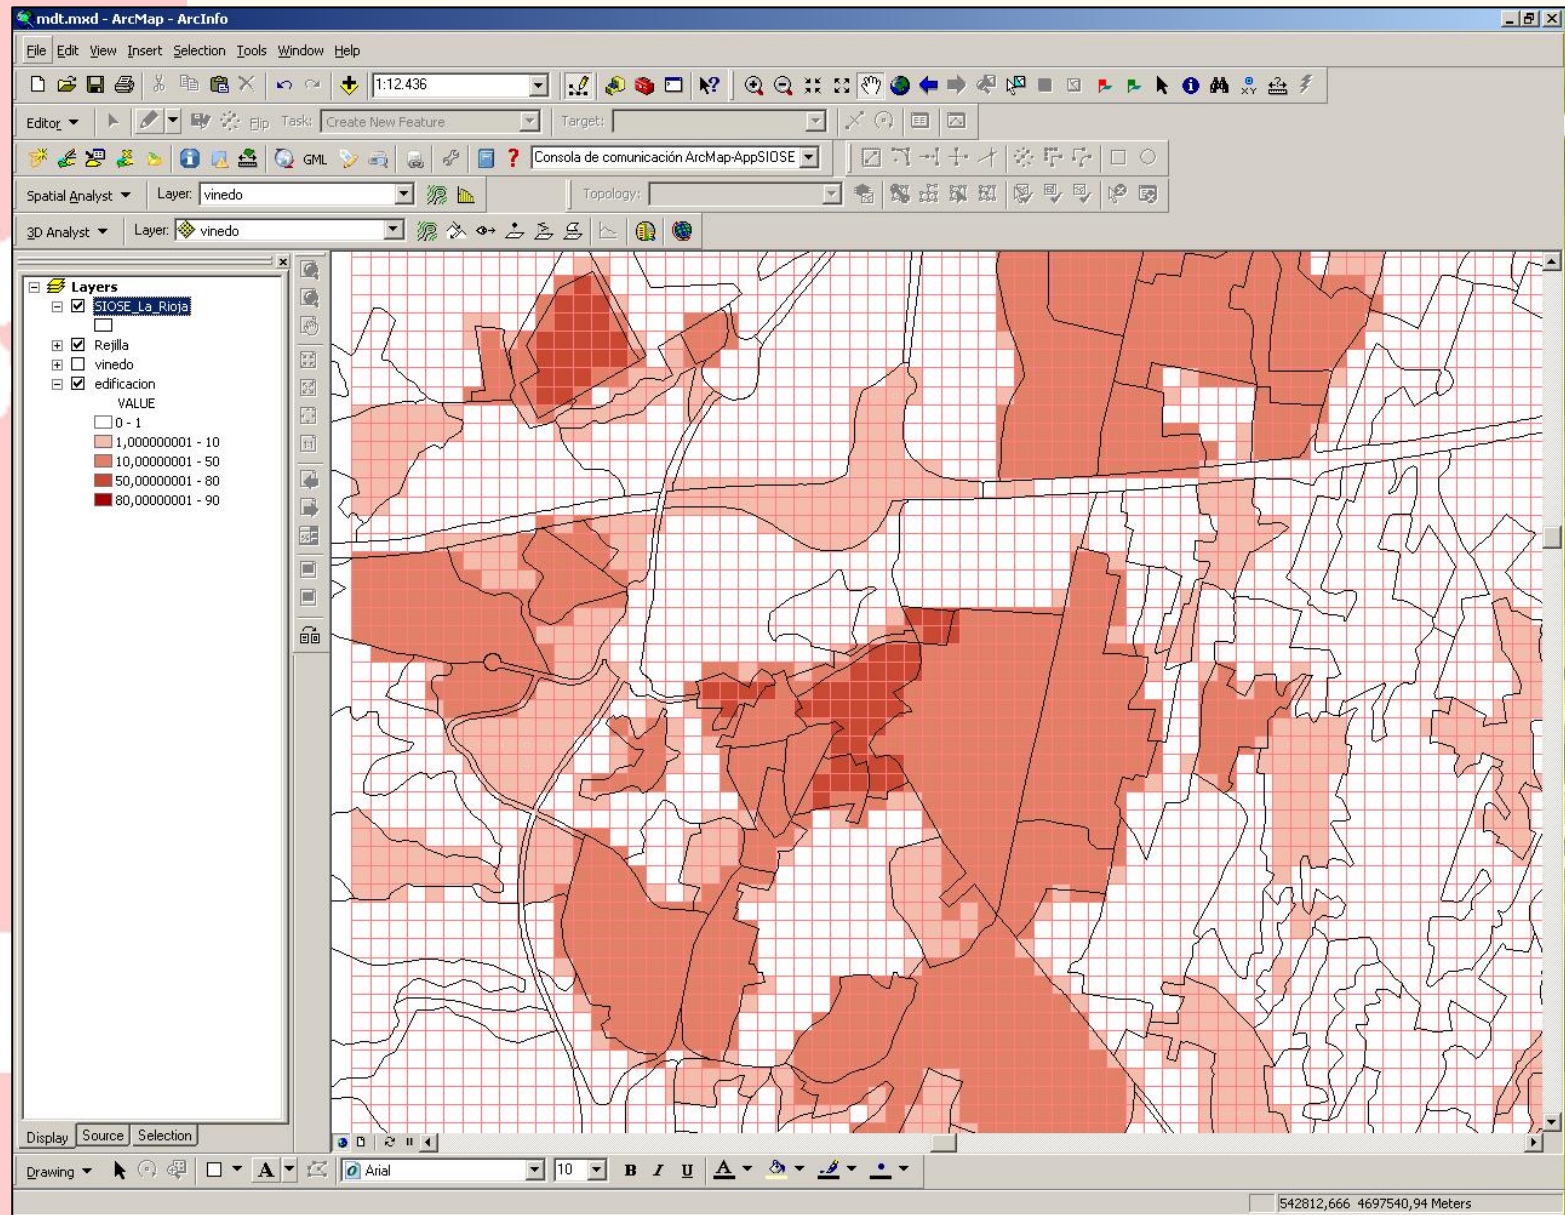 mdt.mxd - ArcMap - ArcInfo
File Edit View Insert Selection Tools Window Help
1:12.436
Editor Flip Task: Create New Feature Target:
GML ? Consola de comunicación ArcMap-AppSIOSE
Spatial Analyst Layer: vinedo Topology:
3D Analyst Layer: vinedo
Layers
SIOSE_La_Rioja
Rejilla
vinedo
edificacion
VALUE
0 - 1
1,000000001 - 10
10,00000001 - 50
50,00000001 - 80
80,00000001 - 90
Display Source Selection
Drawing A Arial 10 B I U A
542812,666 4697540,94 Meters